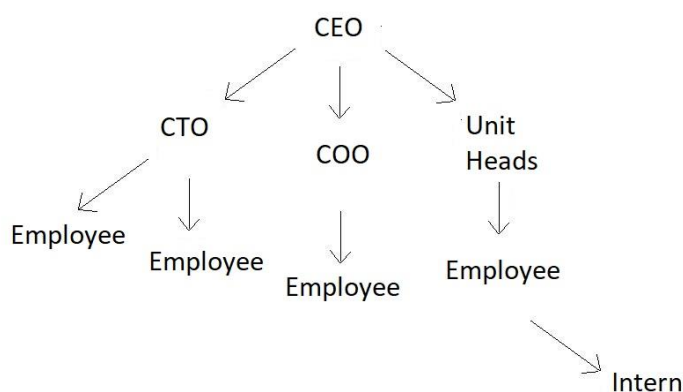 CEO
CTO
COO
Unit
Heads
Employee
Employee
Employee
Employee
Intern